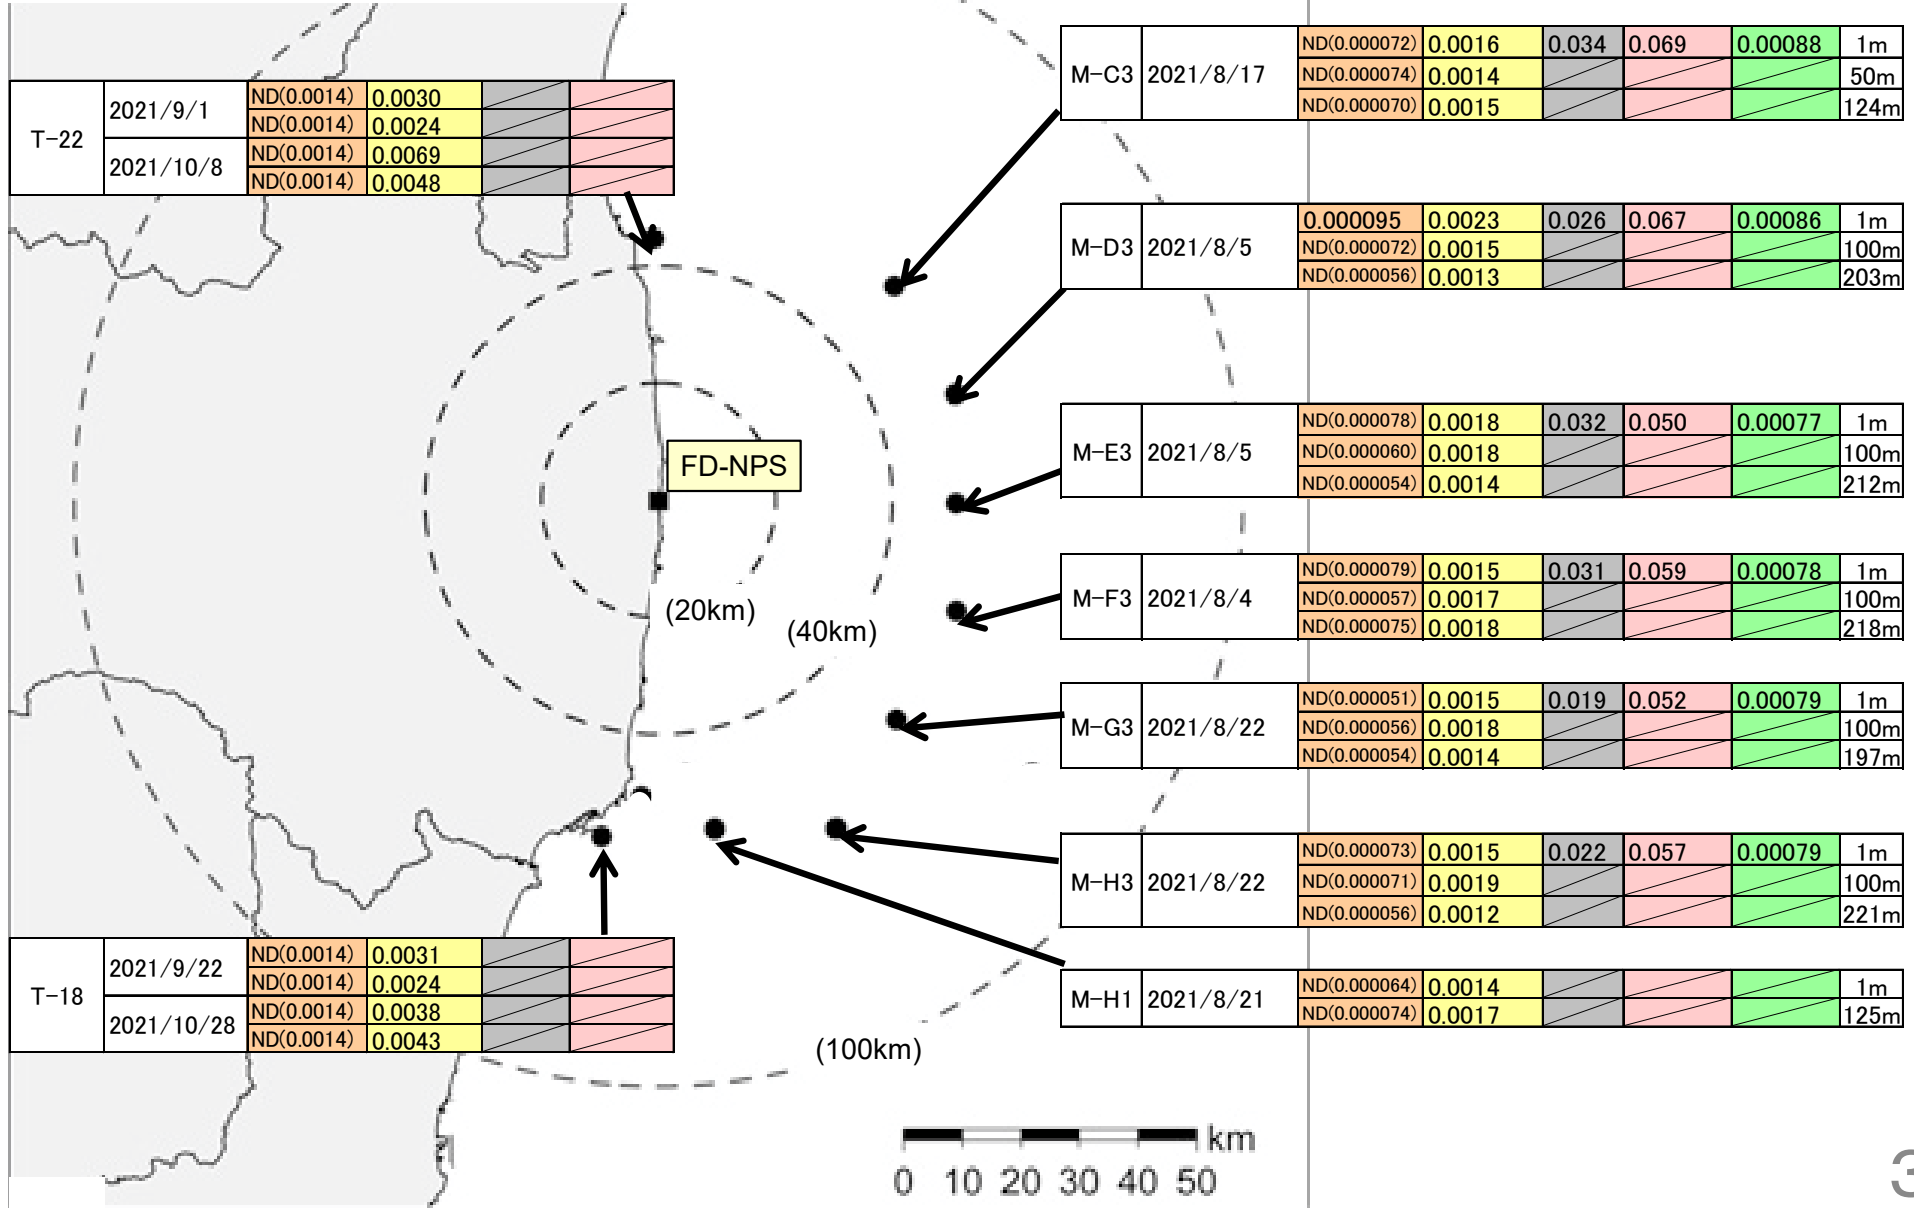 T-22 2021/9/1 ND(0.0014) 0.0030
ND(0.0014) 0.0024
2021/10/8 ND(0.0014) 0.0069
ND(0.0014) 0.0048
M-C3 2021/8/17 ND(0.000072) 0.0016 0.034 0.069 0.00088 1m
ND(0.000074) 0.0014 50m
ND(0.000070) 0.0015 124m
M-D3 2021/8/5 0.000095 0.0023 0.026 0.067 0.00086 1m
ND(0.000072) 0.0015 100m
ND(0.000056) 0.0013 203m
M-E3 2021/8/5 ND(0.000078) 0.0018 0.032 0.050 0.00077 1m
ND(0.000060) 0.0018 100m
ND(0.000054) 0.0014 212m
FD-NPS
(20km)
(40km)
M-F3 2021/8/4 ND(0.000079) 0.0015 0.031 0.059 0.00078 1m
ND(0.000057) 0.0017 100m
ND(0.000075) 0.0018 218m
M-G3 2021/8/22 ND(0.000051) 0.0015 0.019 0.052 0.00079 1m
ND(0.000056) 0.0018 100m
ND(0.000054) 0.0014 197m
M-H3 2021/8/22 ND(0.000073) 0.0015 0.022 0.057 0.00079 1m
ND(0.000071) 0.0019 100m
ND(0.000056) 0.0012 221m
T-18 2021/9/22 ND(0.0014) 0.0031
ND(0.0014) 0.0024
2021/10/28 ND(0.0014) 0.0038
ND(0.0014) 0.0043
M-H1 2021/8/21 ND(0.000064) 0.0014 1m
ND(0.000074) 0.0017 125m
(100km)
km
0 10 20 30 40 50
3